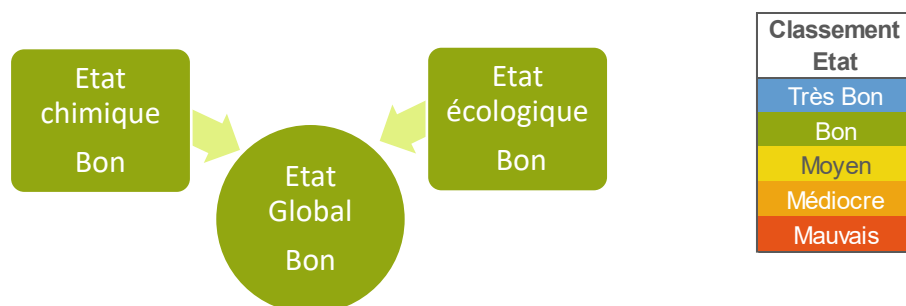 Etat
chimique
Bon
Etat
écologique
Bon
Etat
Global
Bon
Classement
Etat
Très Bon
Bon
Moyen
Médiocre
Mauvais